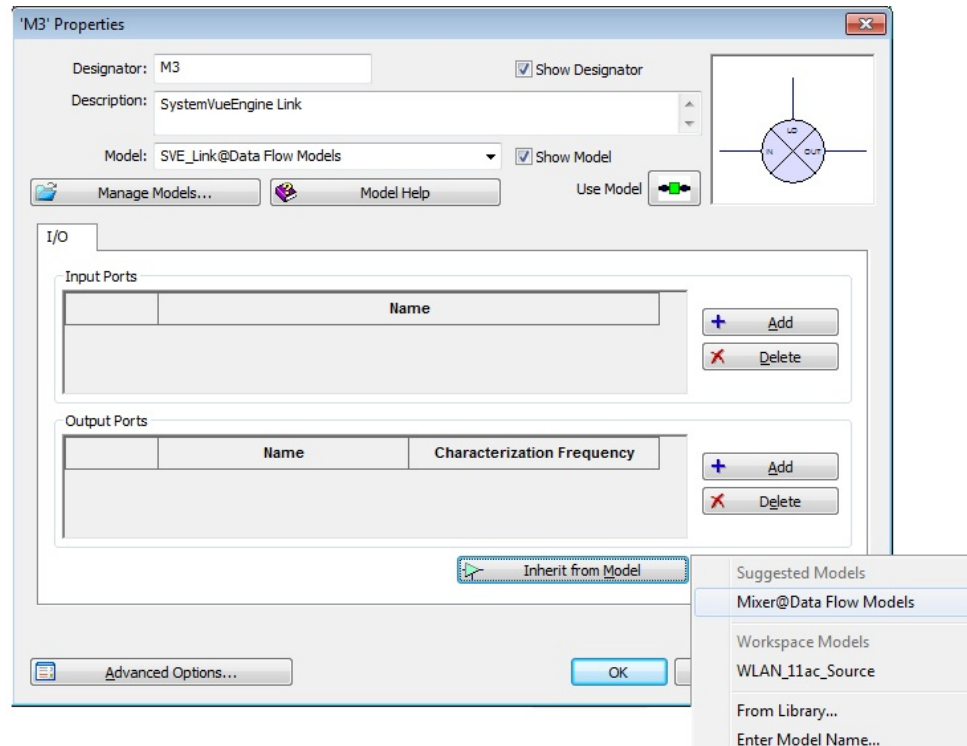 'M3' Properties
Designator: M3
Show Designator
Description: SystemVueEngine Link
Model: SVE_Link@Data Flow Models
Show Model
Manage Models...
Model Help
Use Model
LO
IN
OUT
I/O
Input Ports
Name
Add
Delete
Output Ports
Name
Characterization Frequency
Add
Delete
Inherit from Model
Suggested Models
Mixer@Data Flow Models
Workspace Models
WLAN_11ac_Source
From Library...
Enter Model Name...
Advanced Options...
OK